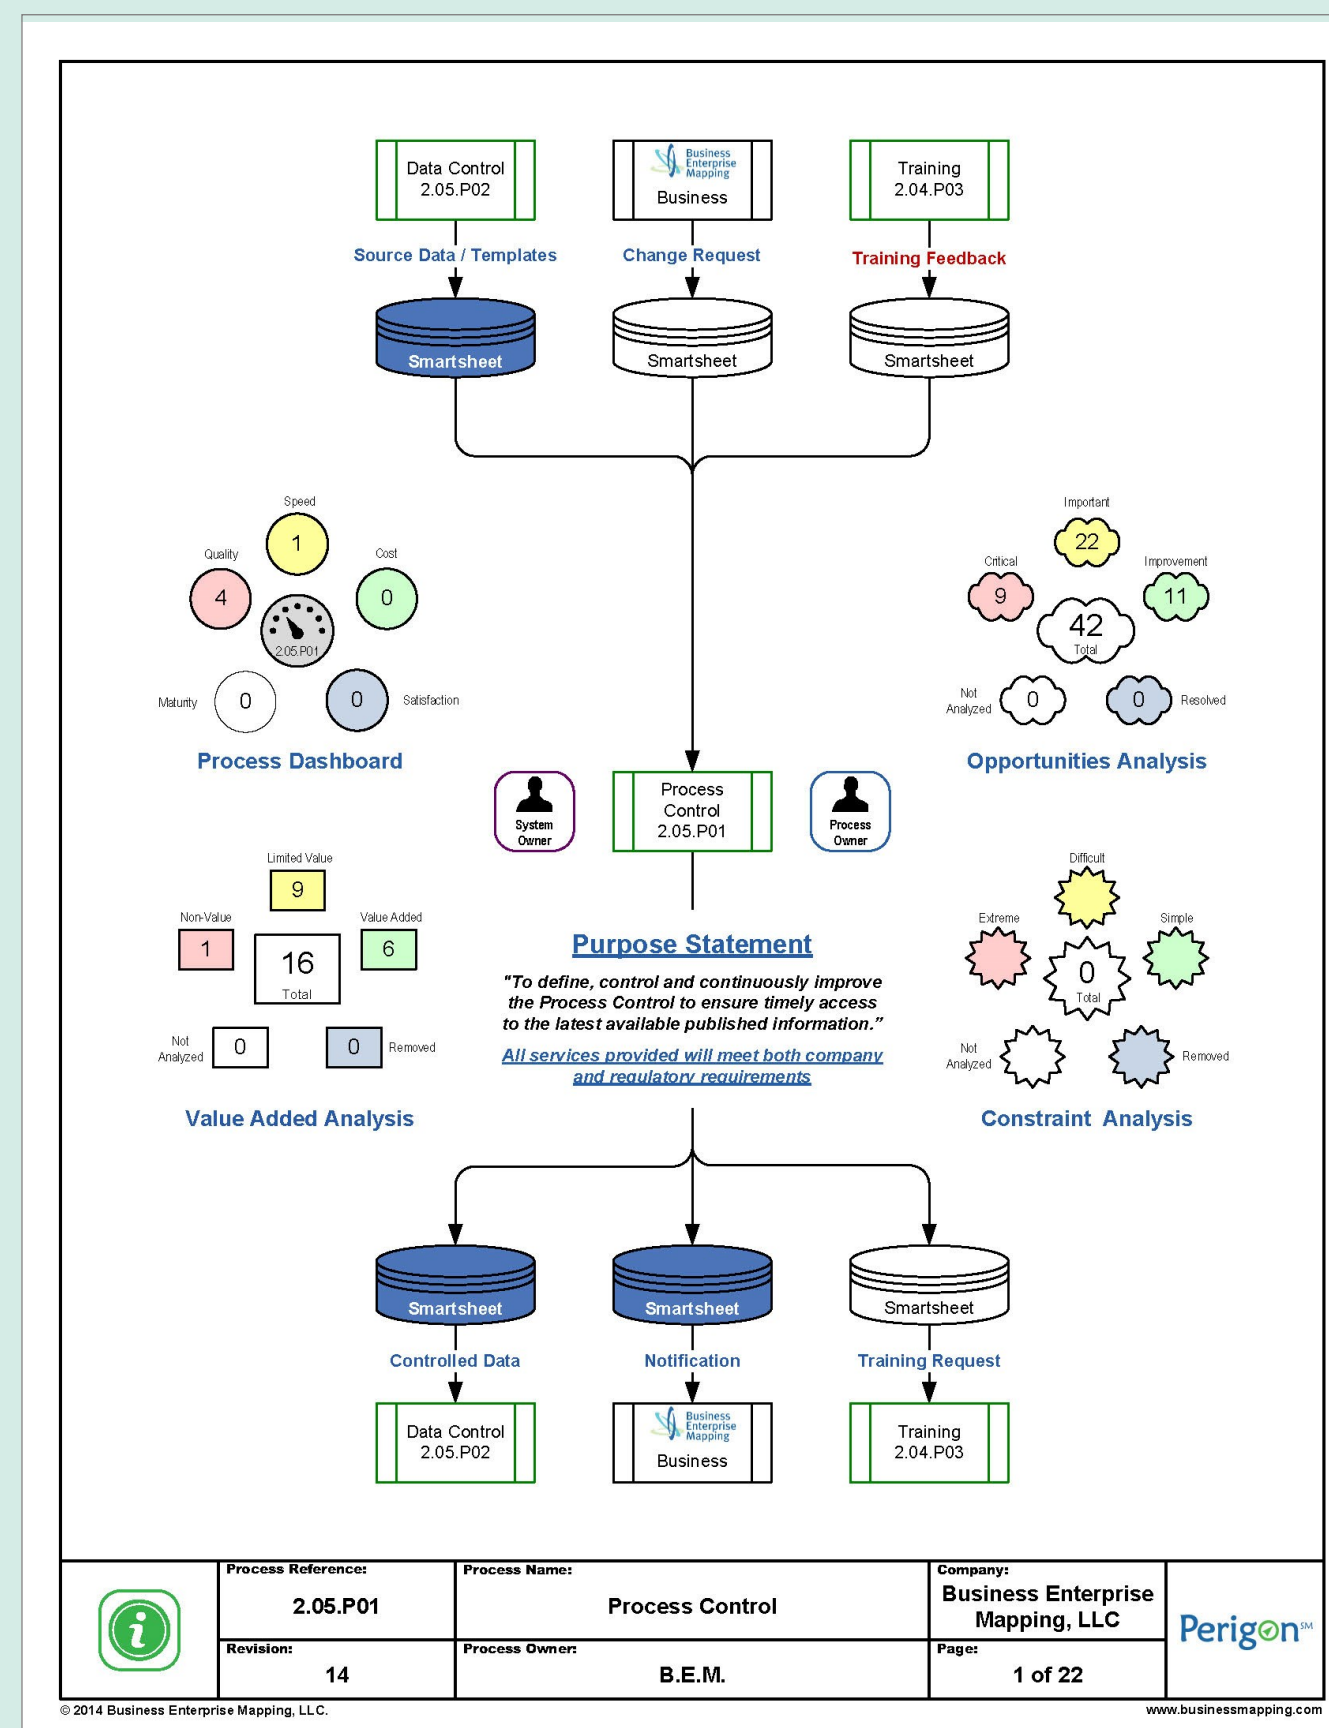 Data Control
2.05.P02
Business
Enterprise
Mapping
Business
Training
2.04.P03
Source Data / Templates
Change Request
Training Feedback
Smartsheet
Smartsheet
Smartsheet
Speed
1
Quality
4
Cost
0
2.05.P01
Maturity
0
0
Satisfaction
Process Dashboard
Important
22
Critical
9
Improvement
11
42
Total
Not
Analyzed
0
0
Resolved
Opportunities Analysis
System
Owner
Process
Control
2.05.P01
Process
Owner
Limited Value
9
Non-Value
1
Value Added
6
16
Total
Not
Analyzed
0
0
Removed
Value Added Analysis
Purpose Statement
"To define, control and continuously improve
the Process Control to ensure timely access
to the latest available published information."
All services provided will meet both company
and regulatory requirements
Difficult
Extreme
Simple
0
Total
Not
Analyzed
Removed
Constraint Analysis
Smartsheet
Smartsheet
Smartsheet
Controlled Data
Notification
Training Request
Data Control
2.05.P02
Business
Enterprise
Mapping
Business
Training
2.04.P03
i
Process Reference:
2.05.P01
Process Name:
Process Control
Company:
Business Enterprise
Mapping, LLC
Revision:
14
Process Owner:
B.E.M.
Page:
1 of 22
Perigon SM
© 2014 Business Enterprise Mapping, LLC.
www.businessmapping.com